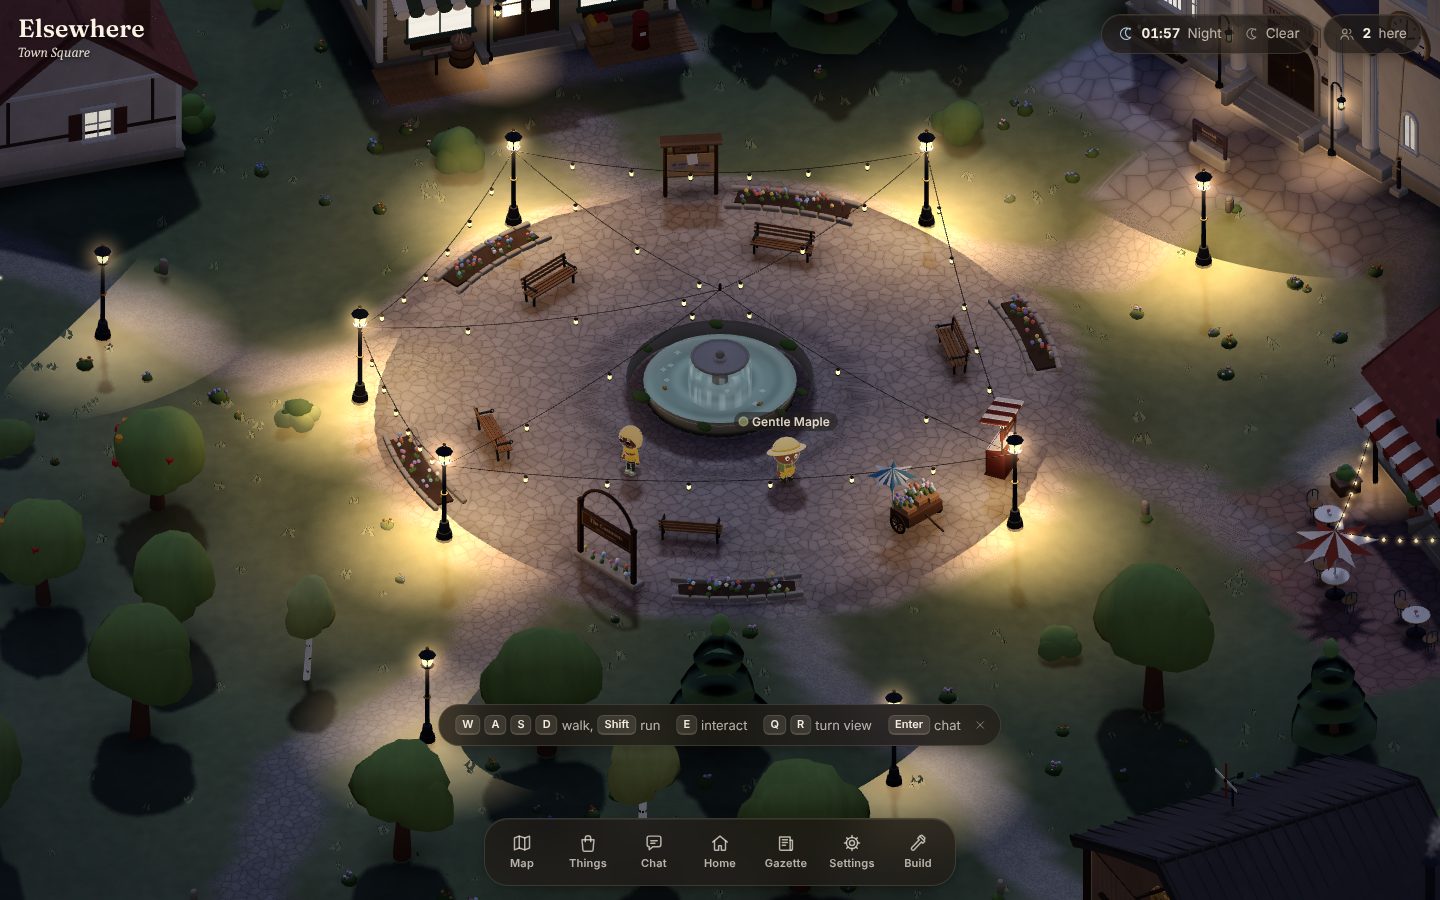 Elsewhere
Town Square
01:57 Night Clear
2 here
Gentle Maple
W A S D walk, Shift run E interact Q R turn view Enter chat
Map Things Chat Home Gazette Settings Build